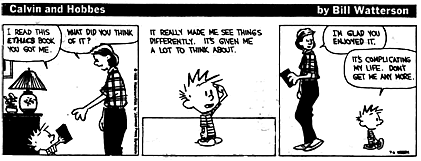 Calvin and Hobbes
by Bill Watterson
I READ THIS
ETHICS BOOK
YOU GOT ME.
WHAT DID YOU THINK
OF IT?
IT REALLY MADE ME SEE THINGS
DIFFERENTLY. IT'S GIVEN ME
A LOT TO THINK ABOUT.
I'M GLAD YOU
ENJOYED IT.
IT'S COMPLICATING
MY LIFE. DON'T
GET ME ANY MORE.